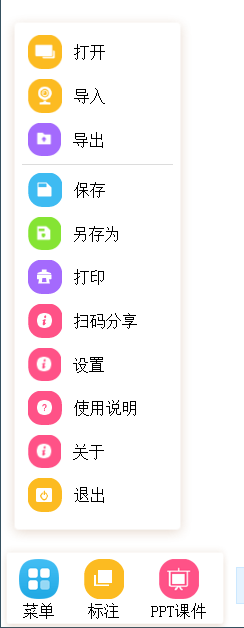 打开
导入
导出
保存
另存为
打印
扫码分享
设置
使用说明
关于
退出
菜单 标注 PPT课件